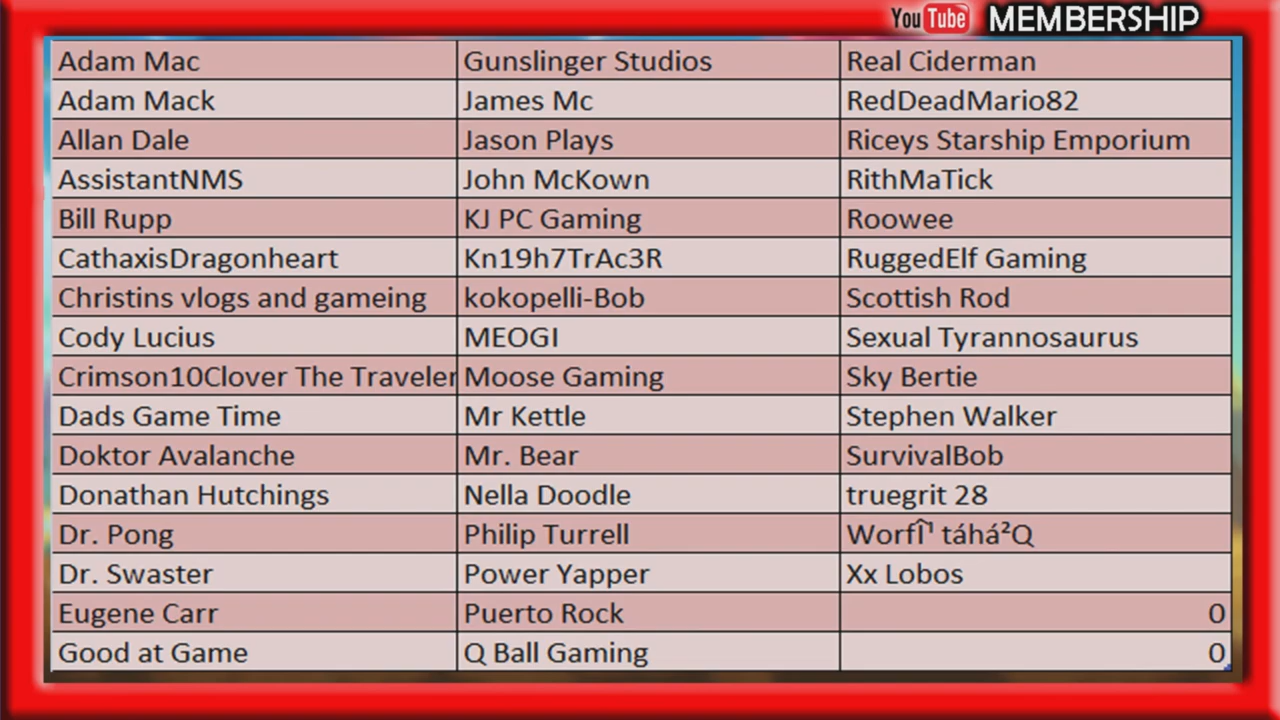 YouTube MEMBERSHIP
Adam Mac Gunslinger Studios Real Ciderman
Adam Mack James Mc RedDeadMario82
Allan Dale Jason Plays Riceys Starship Emporium
AssistantNMS John McKown RithMaTick
Bill Rupp KJ PC Gaming Roowee
CathaxisDragonheart Kn19h7TrAc3R RuggedElf Gaming
Christins vlogs and gameing kokopelli-Bob Scottish Rod
Cody Lucius MEOGI Sexual Tyrannosaurus
Crimson10Clover The Traveler Moose Gaming Sky Bertie
Dads Game Time Mr Kettle Stephen Walker
Doktor Avalanche Mr. Bear SurvivalBob
Donathan Hutchings Nella Doodle truegrit 28
Dr. Pong Philip Turrell WorfÎ¹ táhá²Q
Dr. Swaster Power Yapper Xx Lobos
Eugene Carr Puerto Rock 0
Good at Game Q Ball Gaming 0